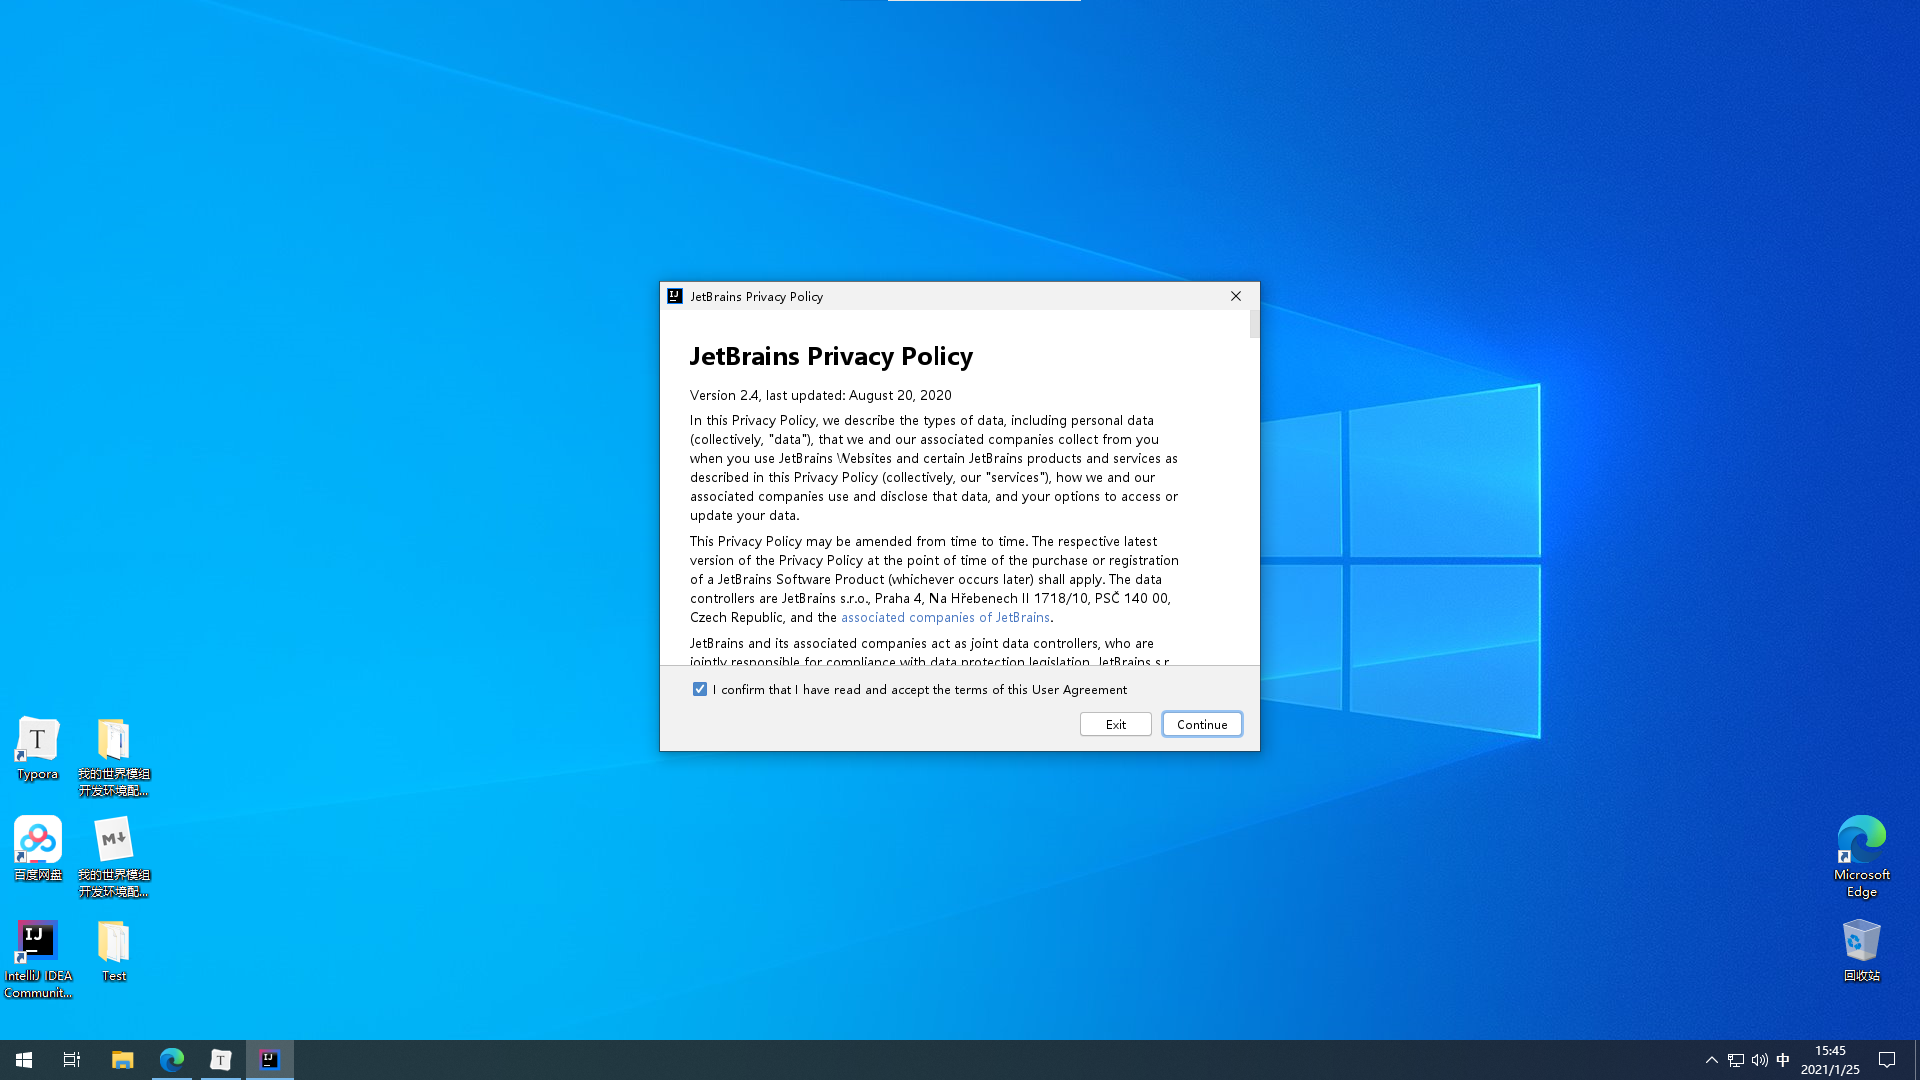 JetBrains Privacy Policy
JetBrains Privacy Policy
Version 2.4, last updated: August 20, 2020
In this Privacy Policy, we describe the types of data, including personal data
(collectively, "data"), that we and our associated companies collect from you
when you use JetBrains Websites and certain JetBrains products and services as
described in this Privacy Policy (collectively, our "services"), how we and our
associated companies use and disclose that data, and your options to access or
update your data.
This Privacy Policy may be amended from time to time. The respective latest
version of the Privacy Policy at the point of time of the purchase or registration
of a JetBrains Software Product (whichever occurs later) shall apply. The data
controllers are JetBrains s.r.o., Praha 4, Na Hřebenech II 1718/10, PSČ 140 00,
Czech Republic, and the associated companies of JetBrains.
JetBrains and its associated companies act as joint data controllers, who are
jointly responsible for compliance with data protection legislation. JetBrains s.r.
I confirm that I have read and accept the terms of this User Agreement
Exit
Continue
T
Typora
我的世界模组
开发环境配...
百度网盘
M
我的世界模组
开发环境配...
IJ
IntelliJ IDEA
Communit...
Test
Microsoft
Edge
回收站
T
IJ
中
15:45
2021/1/25